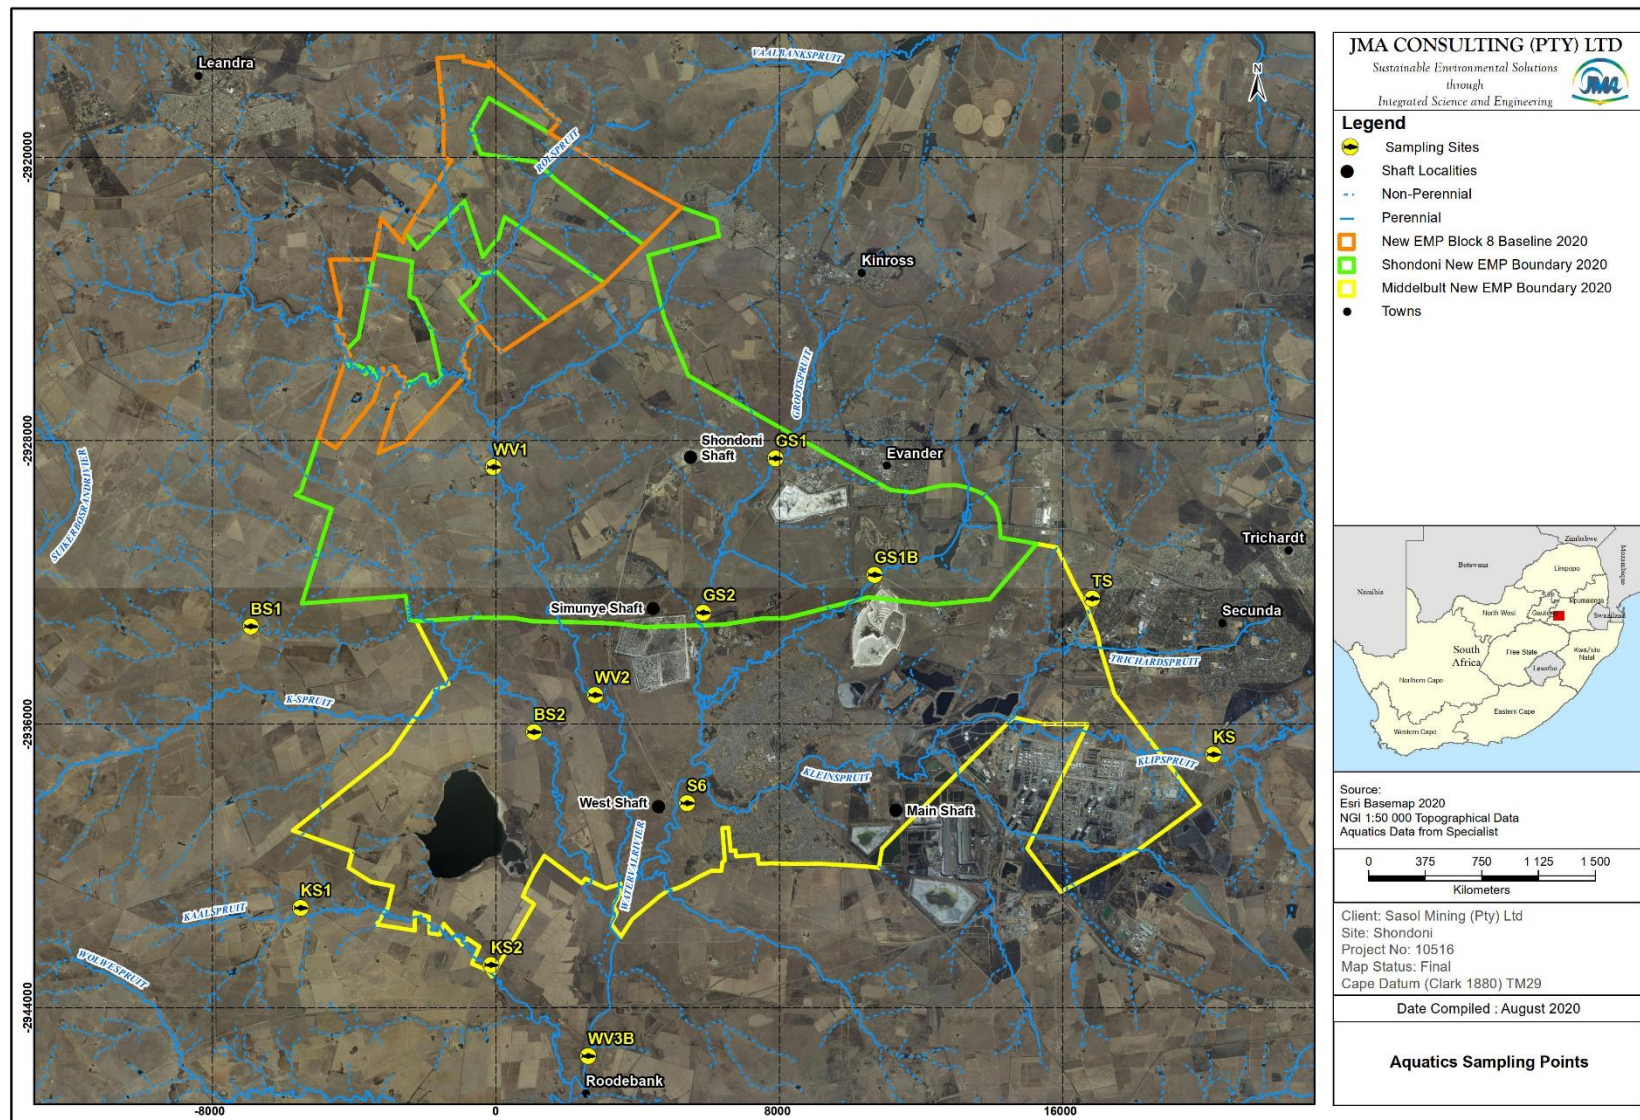 Leandra
VAALBANKSPRUIT
N
ROLSPRUIT
Kinross
GROOTSPRUIT
SUIKERBOSRANDRIVIER
WV1
Shondoni
Shaft
GS1
Evander
Trichardt
GS1B
TS
BS1
Simunye Shaft
GS2
Secunda
TRICHARDSPRUIT
K-SPRUIT
WV2
BS2
KS
KLIPSPRUIT
KLEINSPRUIT
S6
West Shaft
Main Shaft
WATERVALRIVIER
KS1
KAALSPRUIT
KS2
WOLWESPRUIT
WV3B
Roodebank
-2920000
-2928000
-2936000
-2944000
-8000
0
8000
16000
JMA CONSULTING (PTY) LTD
Sustainable Environmental Solutions
through
Integrated Science and Engineering
JMA
Legend
Sampling Sites
Shaft Localities
Non-Perennial
Perennial
New EMP Block 8 Baseline 2020
Shondoni New EMP Boundary 2020
Middelbult New EMP Boundary 2020
Towns
Zimbabwe
Botswana
Mozambique
Limpopo
Namibia
North West
Mpumalanga
Swaziland
South
Africa
Free State
KwaZulu
Natal
Lesotho
Northern Cape
Eastern Cape
Western Cape
Source:
Esri Basemap 2020
NGI 1:50 000 Topographical Data
Aquatics Data from Specialist
0 375 750 1 125 1 500
Kilometers
Client: Sasol Mining (Pty) Ltd
Site: Shondoni
Project No: 10516
Map Status: Final
Cape Datum (Clark 1880) TM29
Date Compiled : August 2020
Aquatics Sampling Points